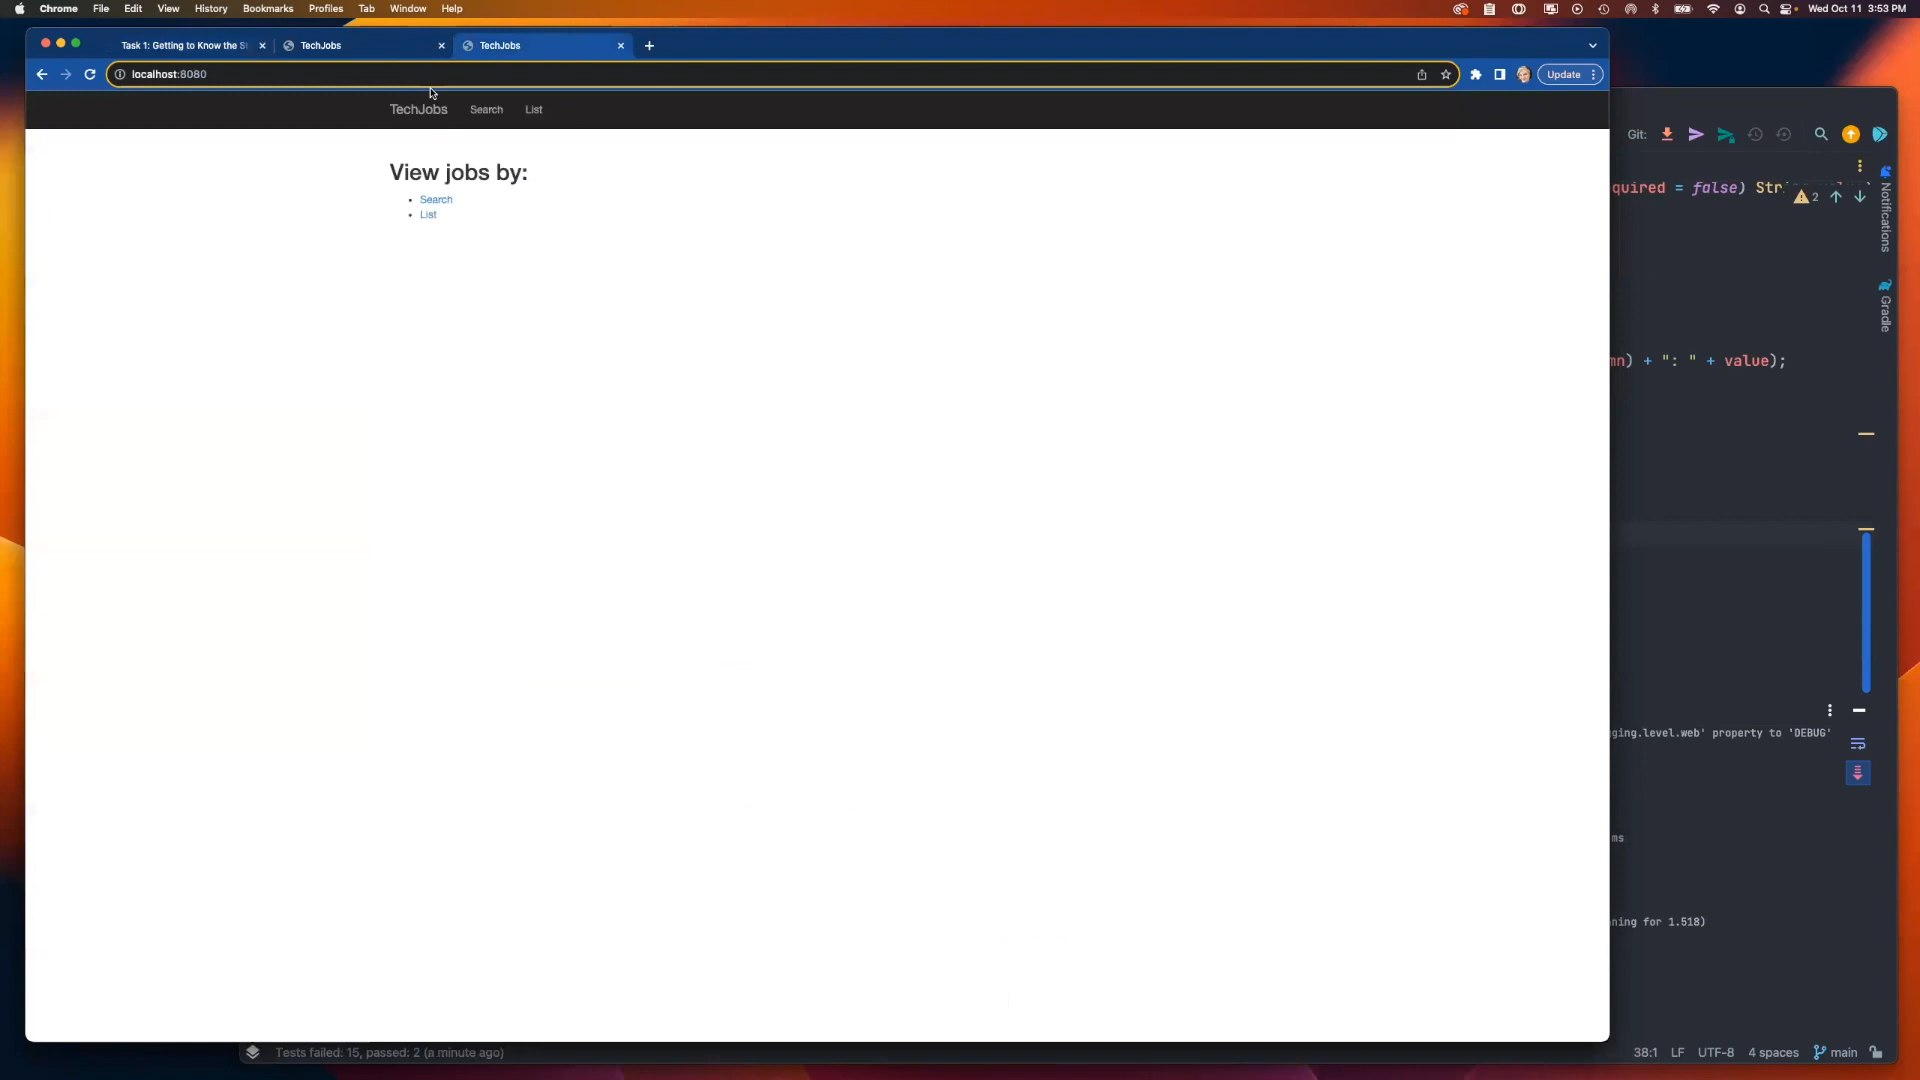 Chrome File Edit View History Bookmarks Profiles Tab Window Help Wed Oct 11 3:53 PM
Task 1: Getting to Know the St TechJobs TechJobs
localhost:8080 Update
TechJobs Search List
View jobs by:
Search
List
Git:
quired = false) Str
2
Notifications
Gradle
mn) + ": " + value);
ging.level.web' property to 'DEBUG'
ms
ning for 1.518)
Tests failed: 15, passed: 2 (a minute ago) 38:1 LF UTF-8 4 spaces main